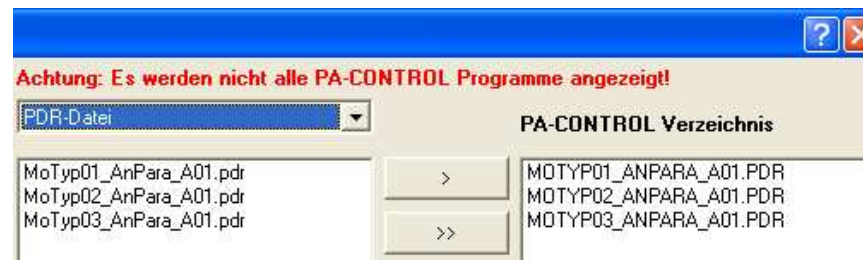 ?
Achtung: Es werden nicht alle PA-CONTROL Programme angezeigt!
PDR-Datei
PA-CONTROL Verzeichnis
MoTyp01_AnPara_A01.pdr
MoTyp02_AnPara_A01.pdr
MoTyp03_AnPara_A01.pdr
>
>>
MOTYP01_ANPARA_A01.PDR
MOTYP02_ANPARA_A01.PDR
MOTYP03_ANPARA_A01.PDR